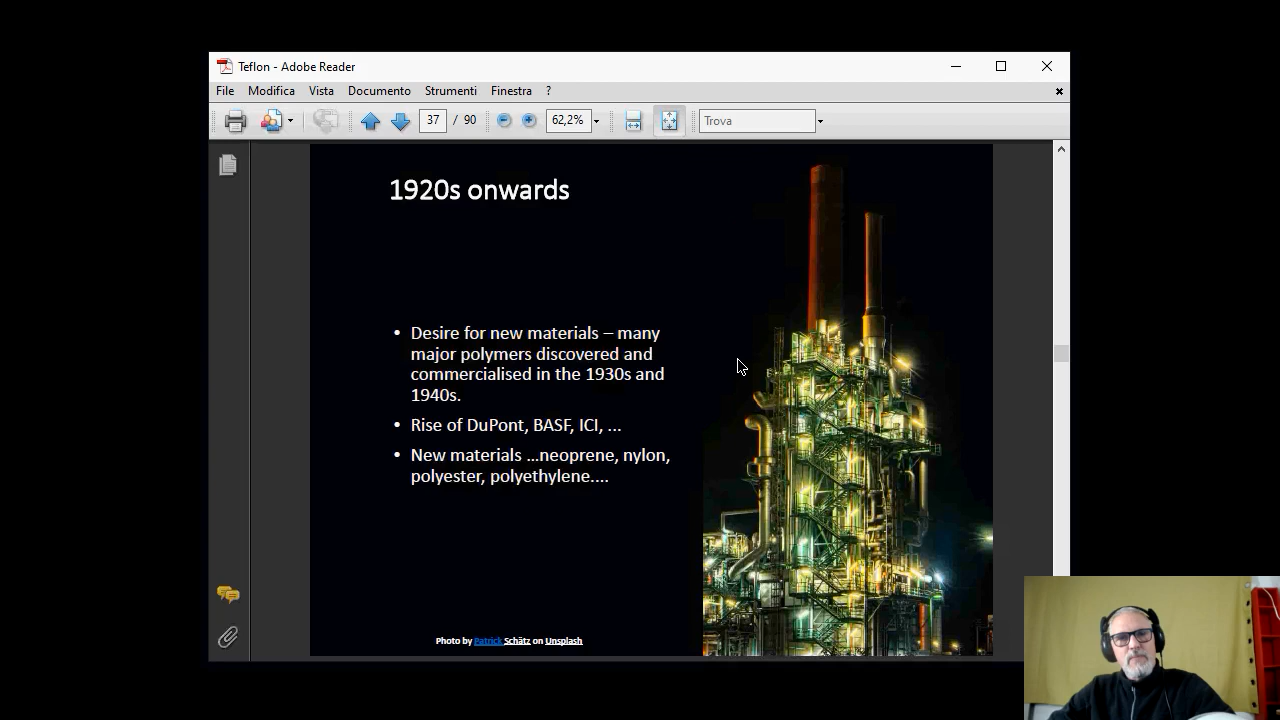 Teflon - Adobe Reader
File Modifica Vista Documento Strumenti Finestra ?
37 / 90 62,2% Trova
1920s onwards
• Desire for new materials – many
major polymers discovered and
commercialised in the 1930s and
1940s.
• Rise of DuPont, BASF, ICI, ...
• New materials ...neoprene, nylon,
polyester, polyethylene....
Photo by Patrick Schätz on Unsplash